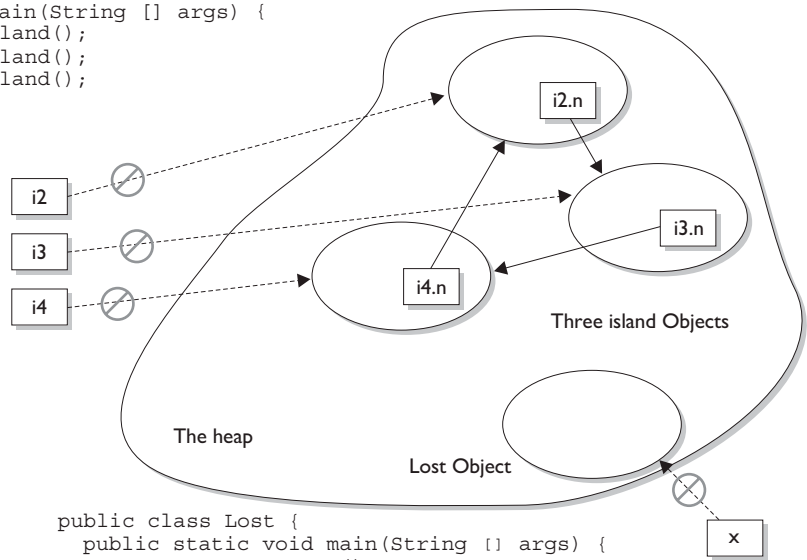 ain(String [] args) {
land();
land();
land();
i2.n
i2
i3.n
i3
i4.n
i4
Three island Objects
The heap
Lost Object
public class Lost {
public static void main(String [] args) {
x